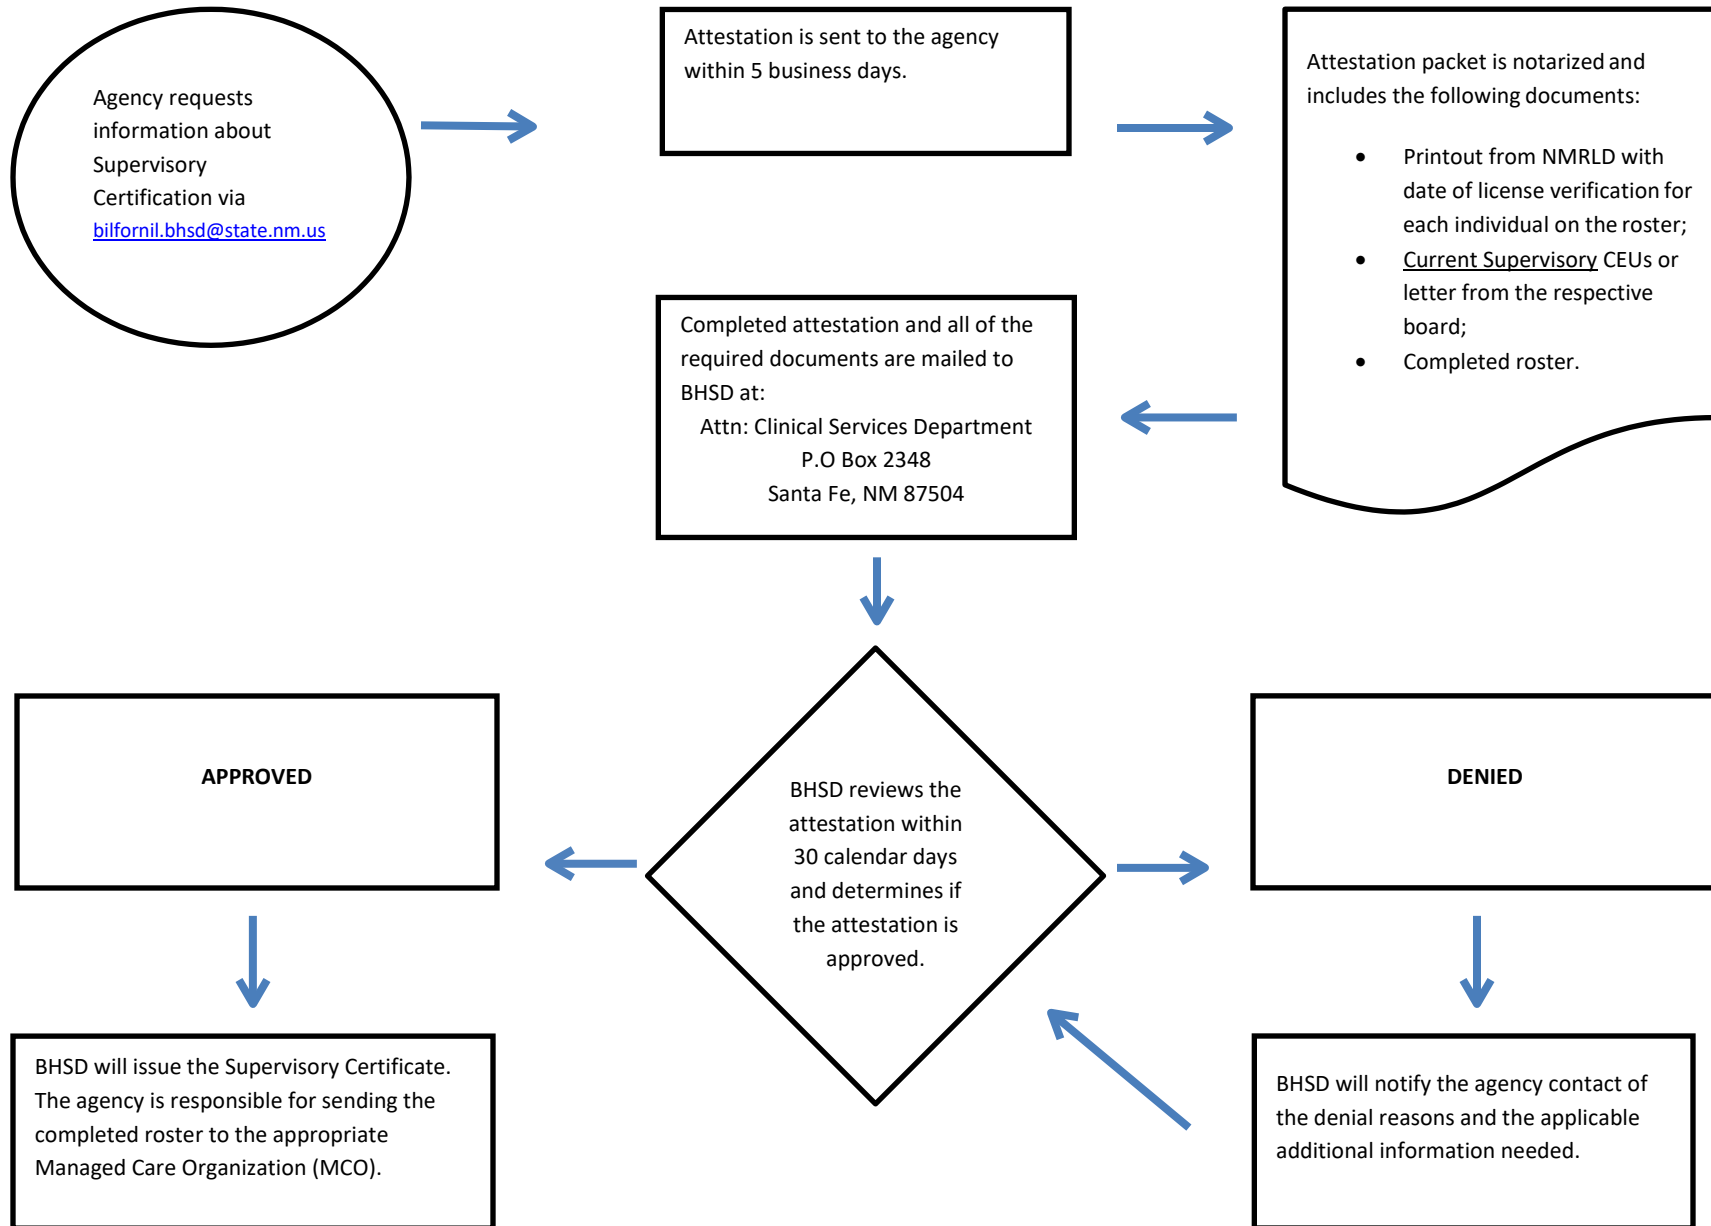 Agency requests
information about
Supervisory
Certification via
bilfornil.bhsd@state.nm.us
Attestation is sent to the agency
within 5 business days.
Attestation packet is notarized and
includes the following documents:
• Printout from NMRLD with
date of license verification for
each individual on the roster;
• Current Supervisory CEUs or
letter from the respective
board;
• Completed roster.
Completed attestation and all of the
required documents are mailed to
BHSD at:
Attn: Clinical Services Department
P.O Box 2348
Santa Fe, NM 87504
BHSD reviews the
attestation within
30 calendar days
and determines if
the attestation is
approved.
APPROVED
BHSD will issue the Supervisory Certificate.
The agency is responsible for sending the
completed roster to the appropriate
Managed Care Organization (MCO).
DENIED
BHSD will notify the agency contact of
the denial reasons and the applicable
additional information needed.